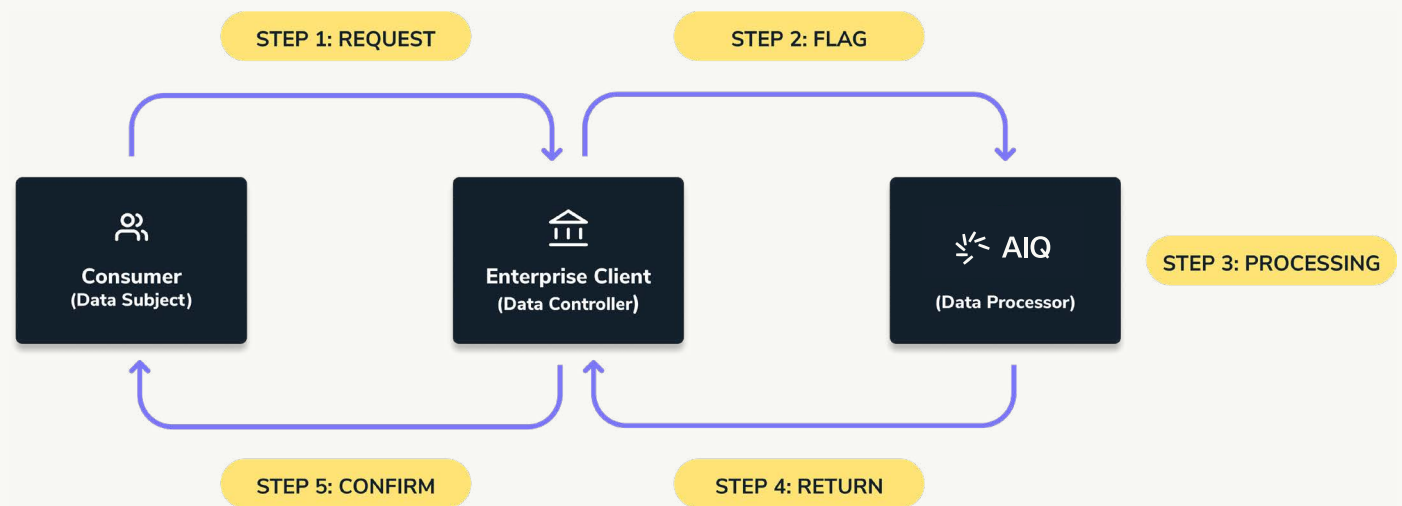 STEP 1: REQUEST
STEP 2: FLAG
Consumer
(Data Subject)
Enterprise Client
(Data Controller)
AIQ
(Data Processor)
STEP 3: PROCESSING
STEP 5: CONFIRM
STEP 4: RETURN